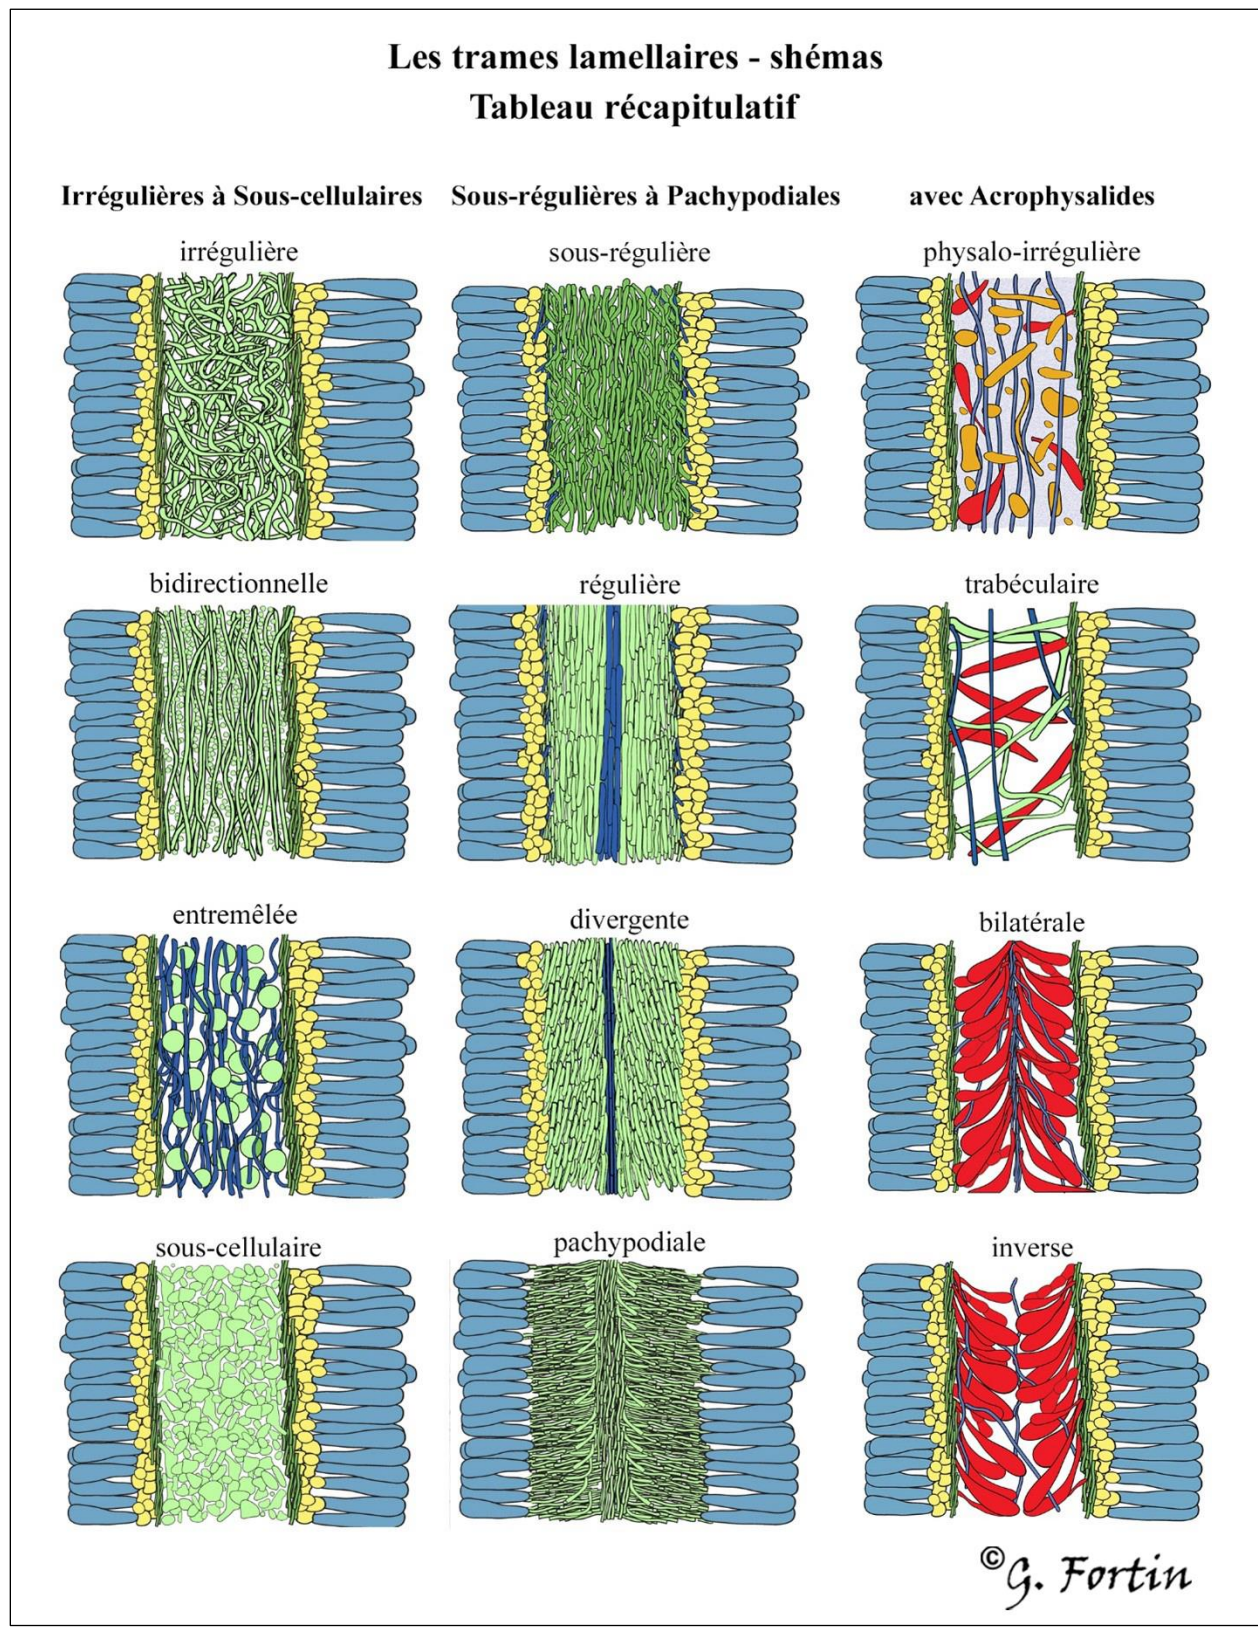 Les trames lamellaires - shémas
Tableau récapitulatif
Irrégulières à Sous-cellulaires
Sous-régulières à Pachypodiales
avec Acrophysalides
irrégulière
sous-régulière
physalo-irrégulière
bidirectionnelle
régulière
trabéculaire
entremêlée
divergente
bilatérale
sous-cellulaire
pachypodiale
inverse
©G. Fortin